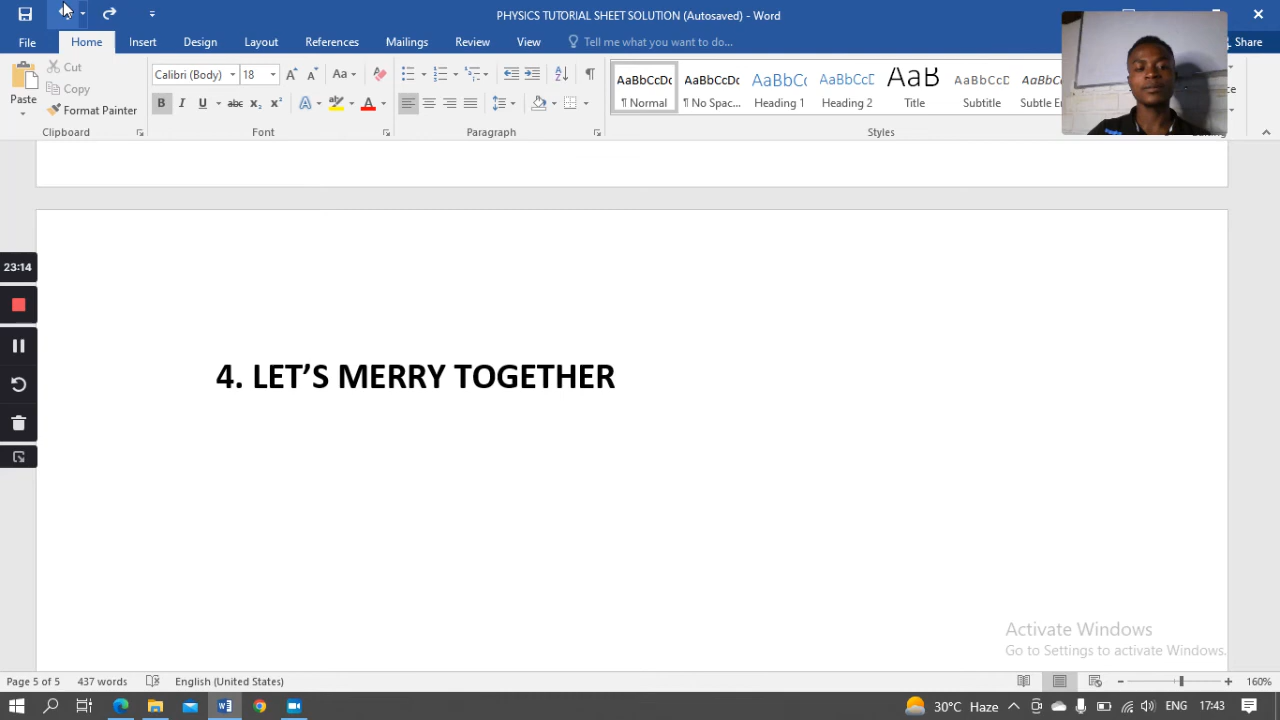 PHYSICS TUTORIAL SHEET SOLUTION (Autosaved) - Word
File Home Insert Design Layout References Mailings Review View Tell me what you want to do... Share
Cut
Copy
Paste Format Painter
Clipboard
Calibri (Body) 18
Font
Paragraph
AaBbCcDc AaBbCcDc AaBbCc AaBbCcD AaB AaBbCcD
¶ Normal ¶ No Spac... Heading 1 Heading 2 Title Subtitle Subtle
Styles
23:14
4. LET’S MERRY TOGETHER
Activate Windows
Go to Settings to activate Windows.
Page 5 of 5 437 words English (United States) 160%
30°C Haze ENG 17:43